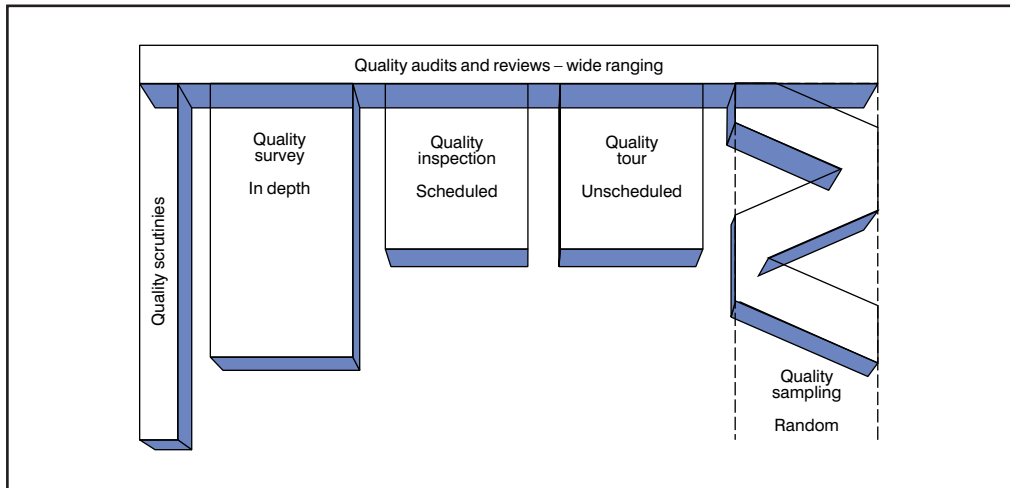 Quality audits and reviews – wide ranging
Quality scrutinies
Quality
survey
In depth
Quality
inspection
Scheduled
Quality
tour
Unscheduled
Quality
sampling
Random